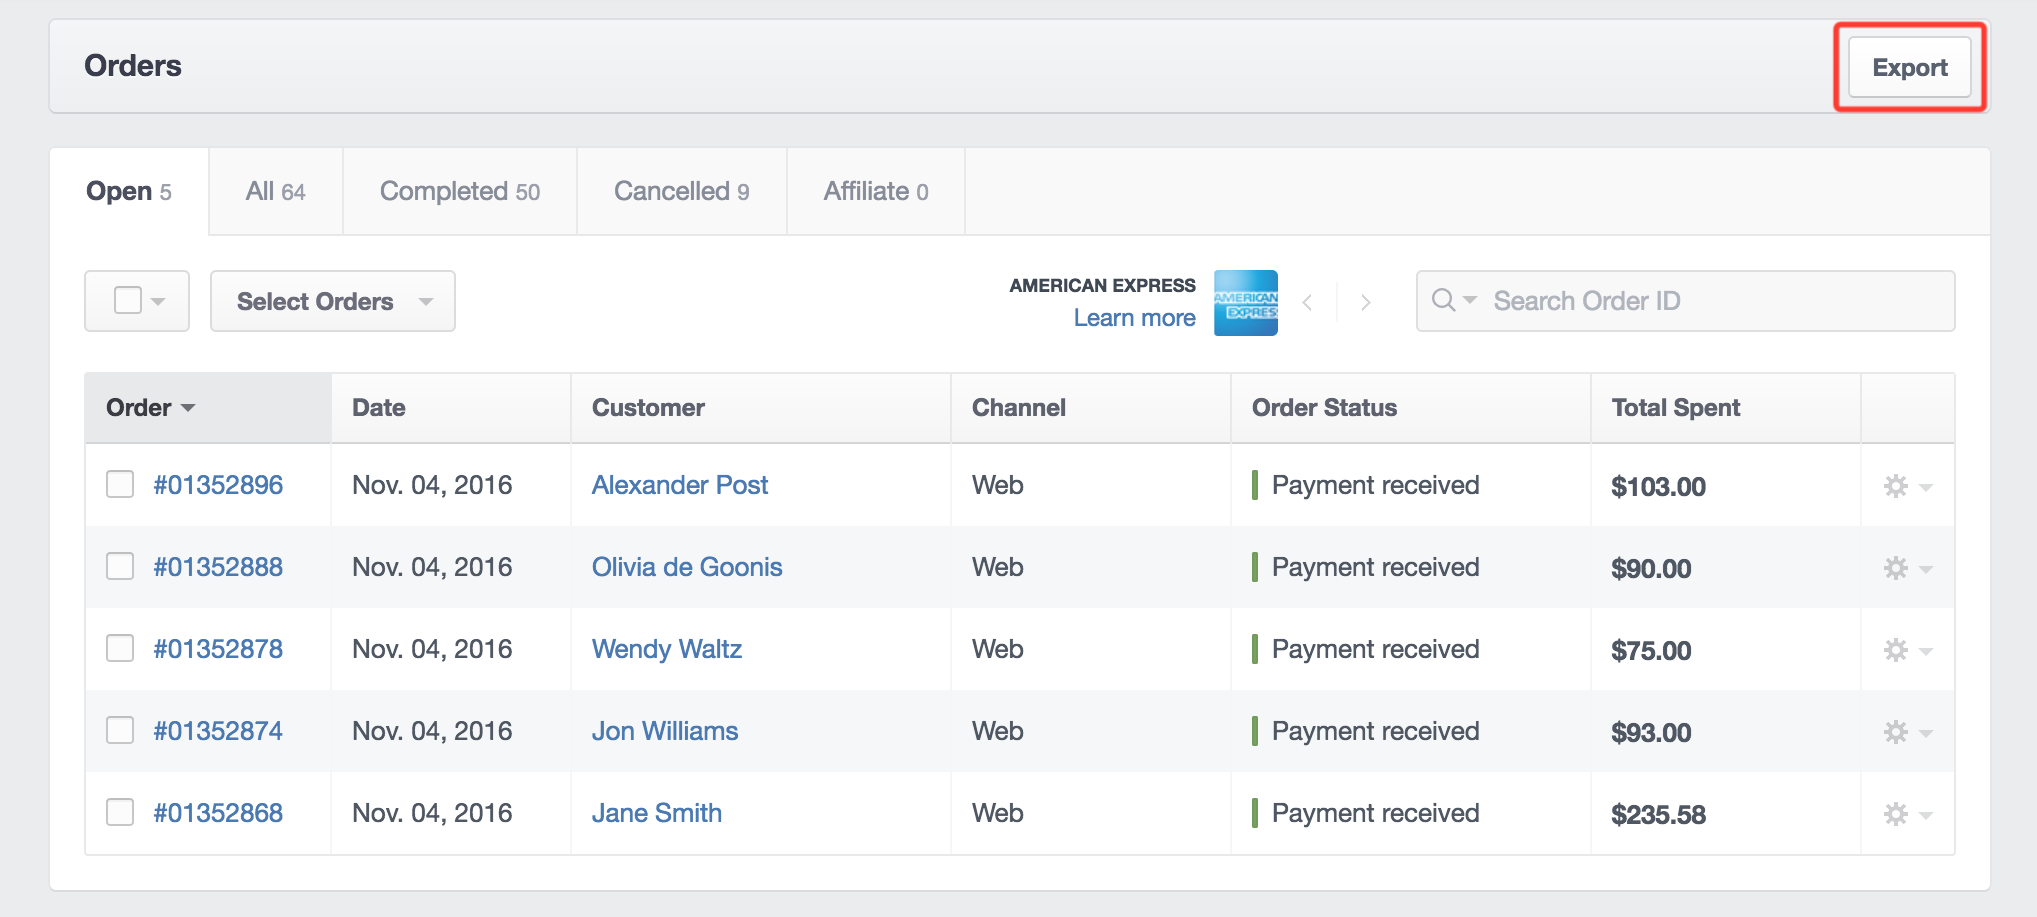 Orders
Export
Open 5 All 64 Completed 50 Cancelled 9 Affiliate 0
Select Orders
AMERICAN EXPRESS
Learn more
AMERICAN
EXPRES
Search Order ID
Order Date Customer Channel Order Status Total Spent
#01352896 Nov. 04, 2016 Alexander Post Web Payment received $103.00
#01352888 Nov. 04, 2016 Olivia de Goonis Web Payment received $90.00
#01352878 Nov. 04, 2016 Wendy Waltz Web Payment received $75.00
#01352874 Nov. 04, 2016 Jon Williams Web Payment received $93.00
#01352868 Nov. 04, 2016 Jane Smith Web Payment received $235.58